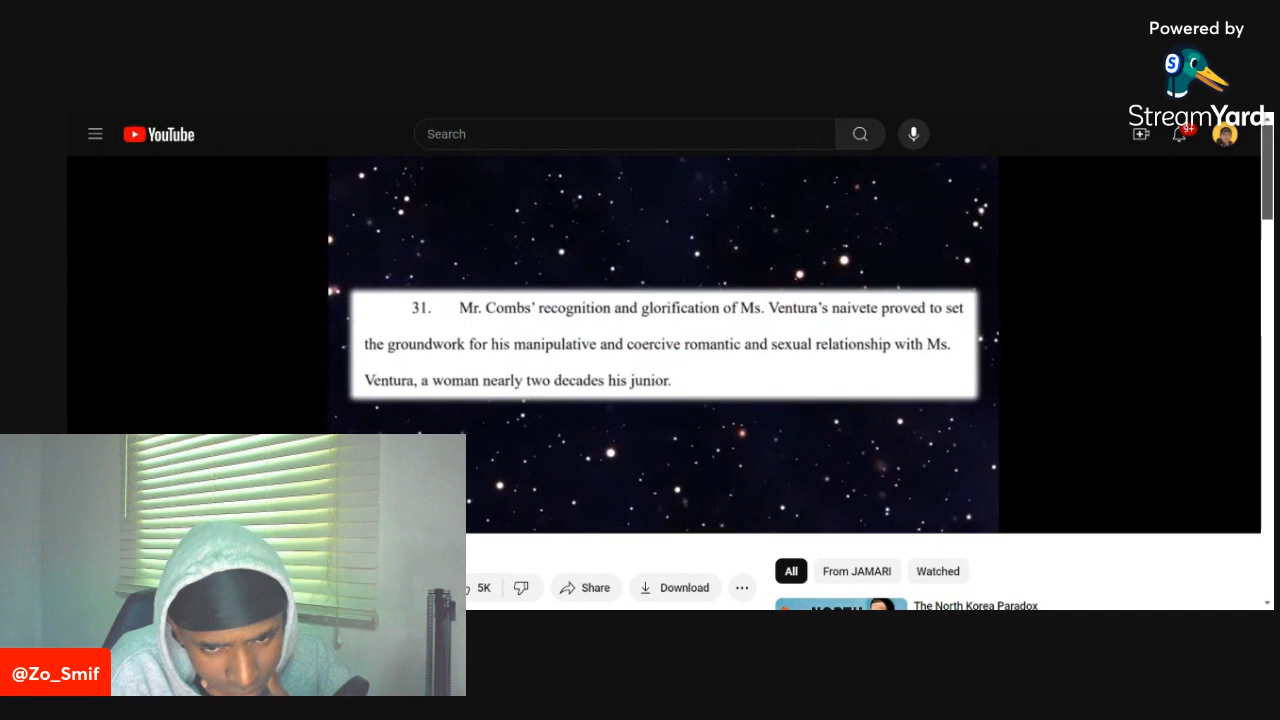 Powered by
S
StreamYard
YouTube
Search
9+
31. Mr. Combs' recognition and glorification of Ms. Ventura's naivete proved to set
the groundwork for his manipulative and coercive romantic and sexual relationship with Ms.
Ventura, a woman nearly two decades his junior.
5K
Share
Download
All
From JAMARI
Watched
NORTH
The North Korea Paradox
@Zo_Smif